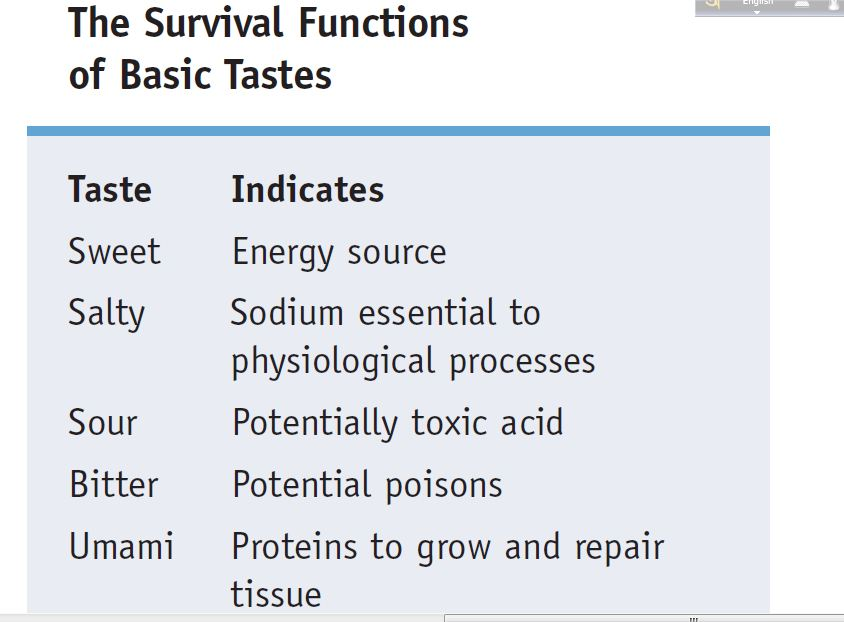 English
The Survival Functions
of Basic Tastes
Taste Indicates
Sweet Energy source
Salty Sodium essential to
physiological processes
Sour Potentially toxic acid
Bitter Potential poisons
Umami Proteins to grow and repair
tissue